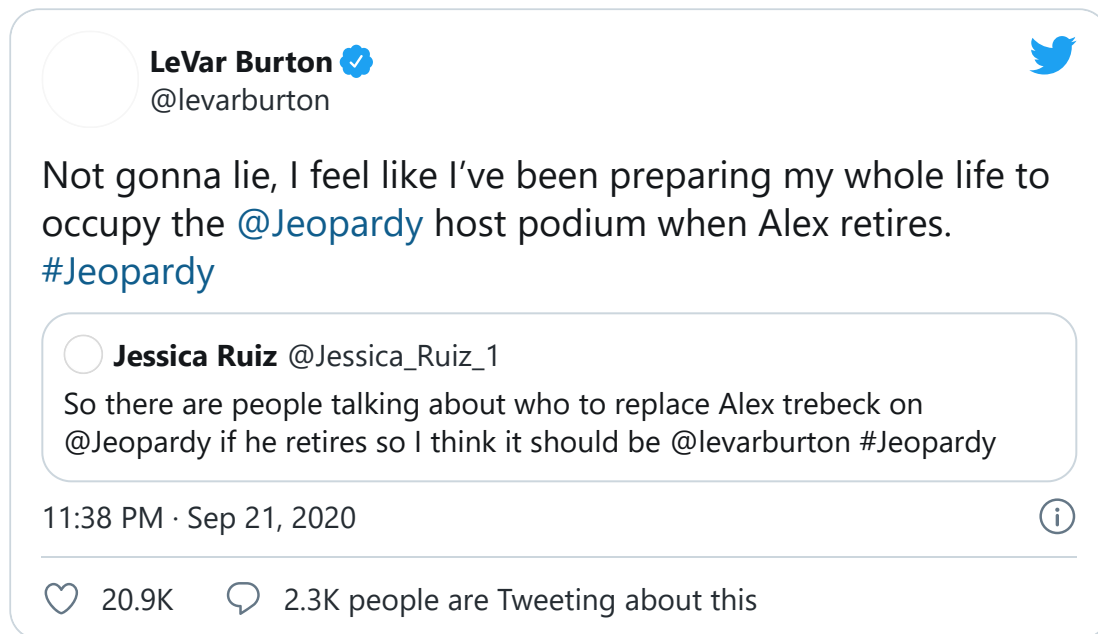 LeVar Burton
@levarburton
Not gonna lie, I feel like I’ve been preparing my whole life to
occupy the @Jeopardy host podium when Alex retires.
#Jeopardy
Jessica Ruiz @Jessica_Ruiz_1
So there are people talking about who to replace Alex trebeck on
@Jeopardy if he retires so I think it should be @levarburton #Jeopardy
11:38 PM · Sep 21, 2020
20.9K 2.3K people are Tweeting about this